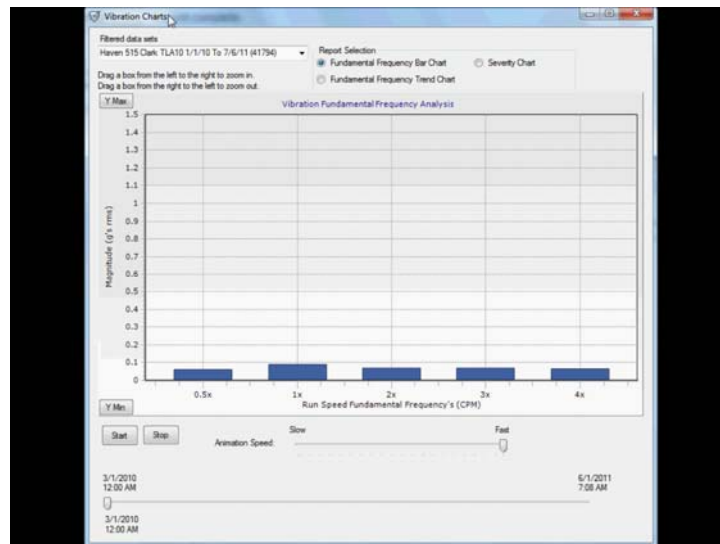 Vibration Charts
Filtered data sets
Haven 515 Clark TLA10 1/1/10 To 7/6/11 (41794)
Report Selection
Fundamental Frequency Bar Chart
Severity Chart
Fundamental Frequency Trend Chart
Drag a box from the left to the right to zoom in.
Drag a box from the right to the left to zoom out.
Y Max
Vibration Fundamental Frequency Analysis
1.5
1.4
1.3
1.2
1.1
1
0.9
0.8
0.7
0.6
0.5
0.4
0.3
0.2
0.1
0
Magnitude (g's rms)
0.5x 1x 2x 3x 4x
Run Speed Fundamental Frequency's (CPM)
Y Min
Start Stop
Animation Speed:
Slow
Fast
3/1/2010
12:00 AM
6/1/2011
7:08 AM
3/1/2010
12:00 AM